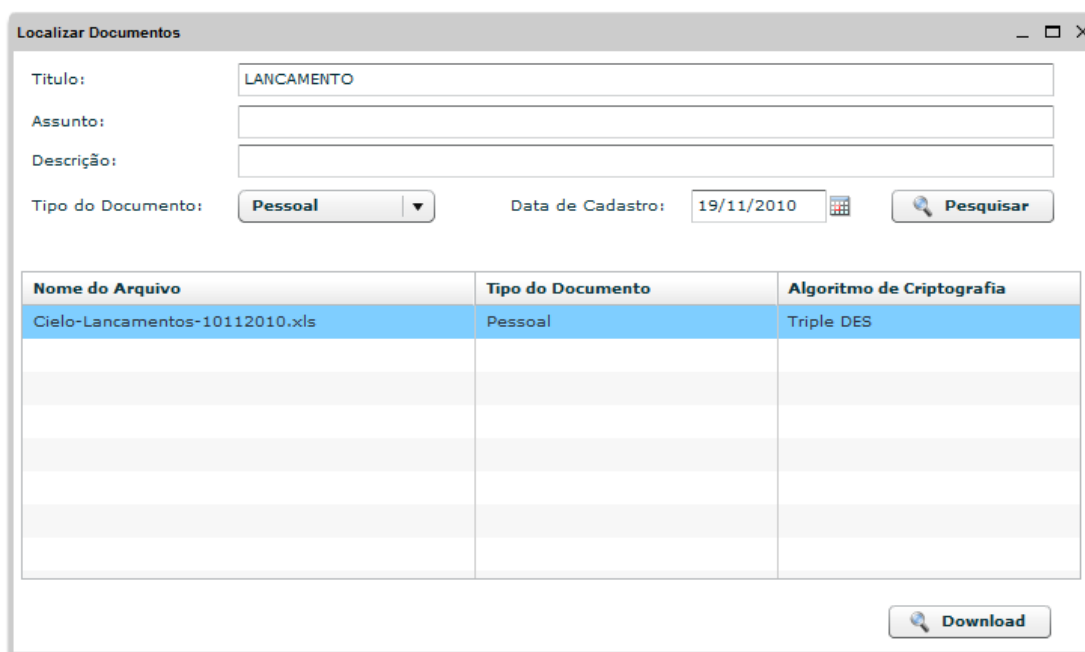 Localizar Documentos
Titulo: LANCAMENTO
Assunto:
Descrição:
Tipo do Documento: Pessoal Data de Cadastro: 19/11/2010 Pesquisar
Nome do Arquivo Tipo do Documento Algoritmo de Criptografia
Cielo-Lancamentos-10112010.xls Pessoal Triple DES
Download